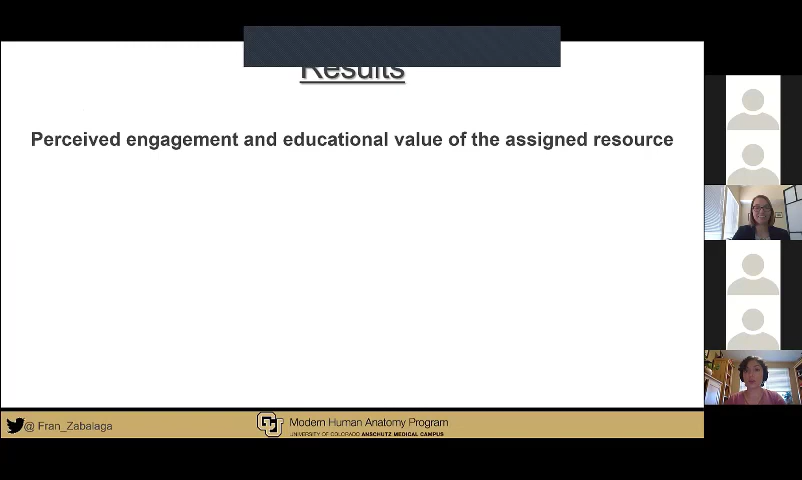 Results
Perceived engagement and educational value of the assigned resource
@ Fran_Zabalaga
Modern Human Anatomy Program
UNIVERSITY OF COLORADO ANSCHUTZ MEDICAL CAMPUS